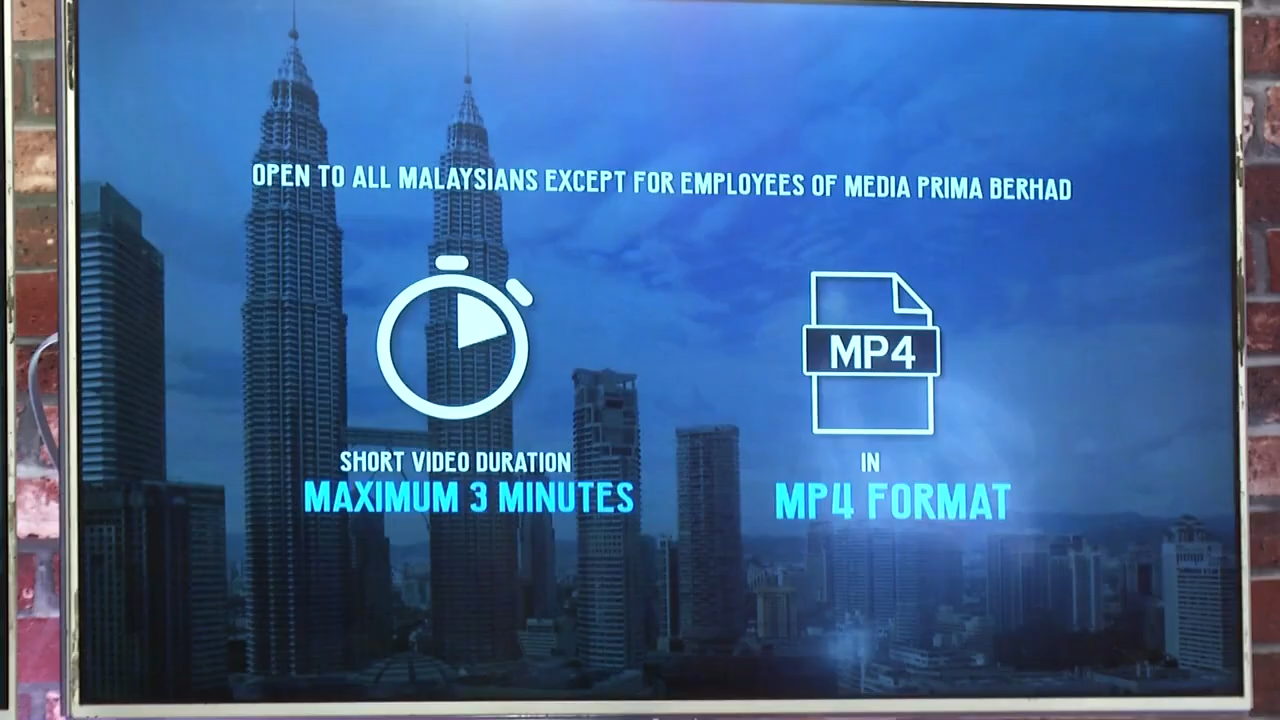 OPEN TO ALL MALAYSIANS EXCEPT FOR EMPLOYEES OF MEDIA PRIMA BERHAD
MP4
SHORT VIDEO DURATION
MAXIMUM 3 MINUTES
IN
MP4 FORMAT